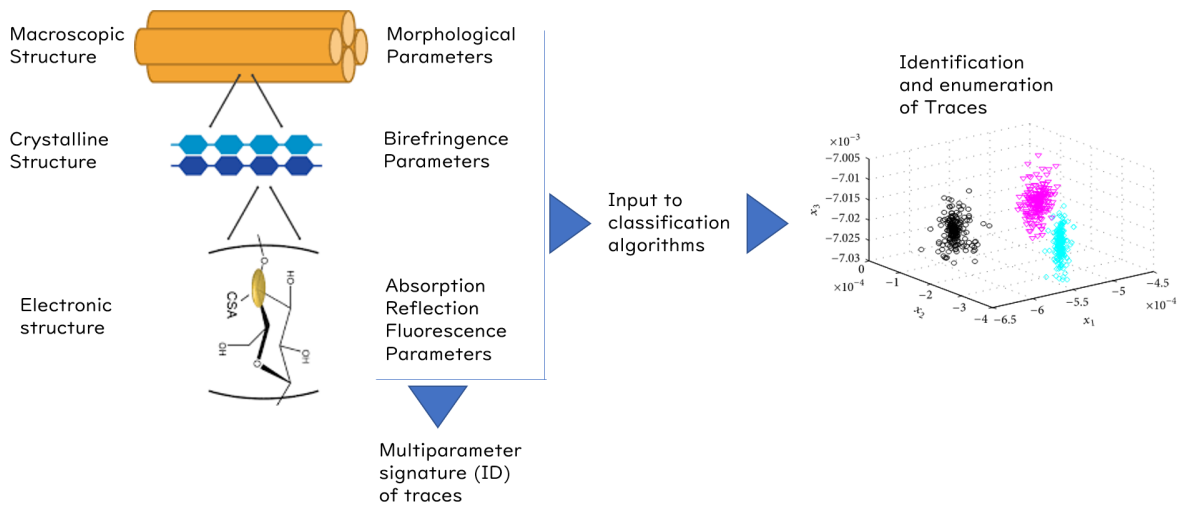 Macroscopic
Structure
Morphological
Parameters
Crystalline
Structure
Birefringence
Parameters
Electronic
structure
O
HO
CSA
OH
O
OH
Absorption
Reflection
Fluorescence
Parameters
Multiparameter
signature (ID)
of traces
Input to
classification
algorithms
Identification
and enumeration
of Traces
×10⁻³
−7.005
−7.01
−7.015
−7.02
−7.025
−7.03
x₃
0
−1
−2
−3
−4
×10⁻⁴
x₂
−6.5
−6
−5.5
−5
−4.5
×10⁻⁴
x₁